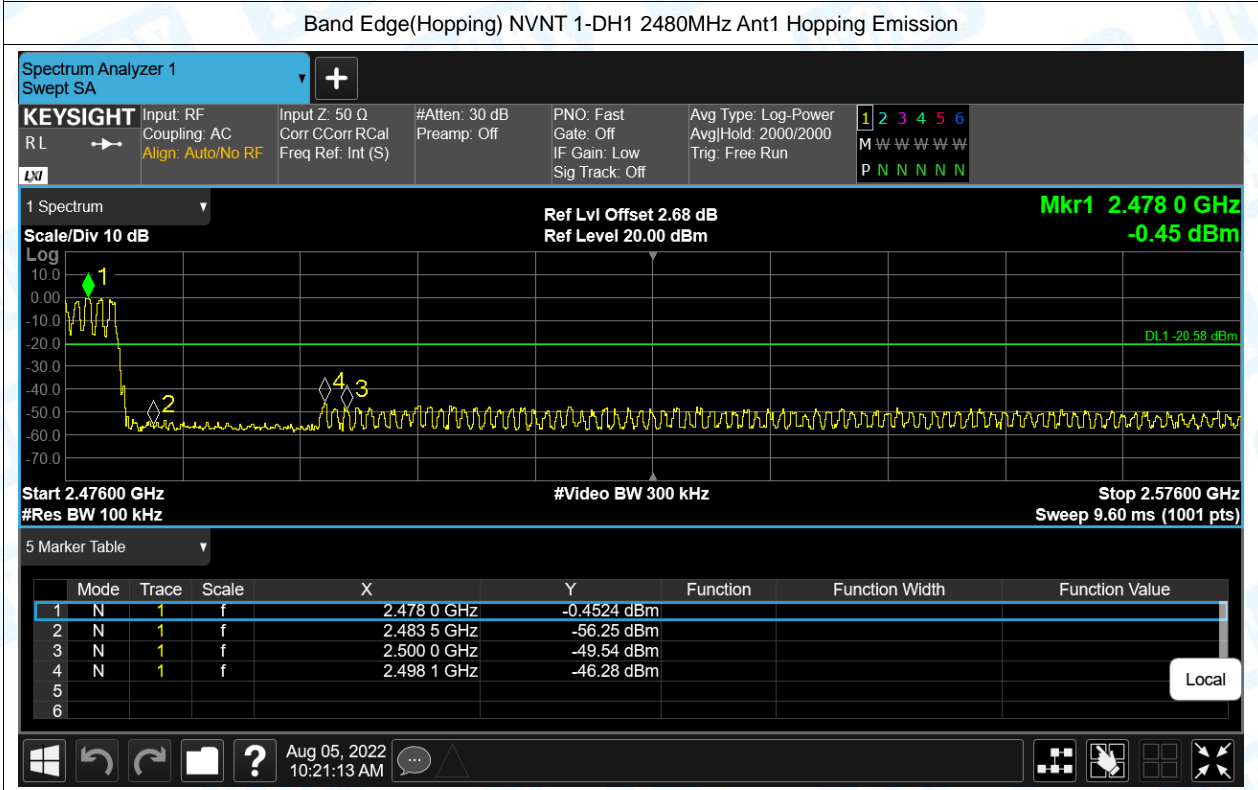 Band Edge(Hopping) NVNT 1-DH1 2480MHz Ant1 Hopping Emission
Spectrum Analyzer 1
Swept SA
KEYSIGHT Input: RF Input Z: 50 Ω #Atten: 30 dB PNO: Fast Avg Type: Log-Power 1 2 3 4 5 6
RL Coupling: AC Corr CCorr RCal Preamp: Off Gate: Off Avg|Hold: 2000/2000 M W W W W W
Align: Auto/No RF Freq Ref: Int (S) IF Gain: Low Trig: Free Run
LXI Sig Track: Off P N N N N N
1 Spectrum Ref Lvl Offset 2.68 dB Mkr1 2.478 0 GHz
Scale/Div 10 dB Ref Level 20.00 dBm -0.45 dBm
Log
10.0
1
0.00
-10.0
DL1 -20.58 dBm
-20.0
-30.0
-40.0
4 3
2
-50.0
-60.0
-70.0
Start 2.47600 GHz #Video BW 300 kHz Stop 2.57600 GHz
#Res BW 100 kHz Sweep 9.60 ms (1001 pts)
5 Marker Table
Mode Trace Scale X Y Function Function Width Function Value
1 N 1 f 2.478 0 GHz -0.4524 dBm
2 N 1 f 2.483 5 GHz -56.25 dBm
3 N 1 f 2.500 0 GHz -49.54 dBm
4 N 1 f 2.498 1 GHz -46.28 dBm
5
6
Local
? Aug 05, 2022
10:21:13 AM